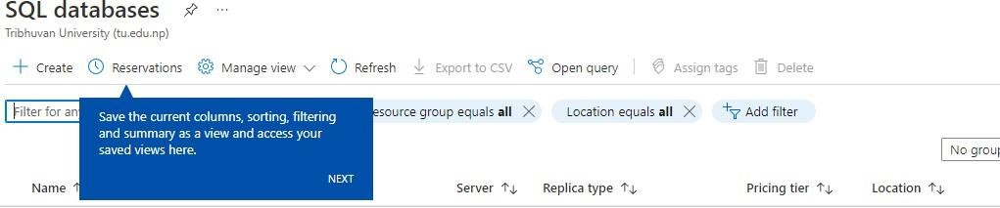 SQL databases ...
Tribhuvan University (tu.edu.np)
Create Reservations Manage view Refresh Export to CSV Open query Assign tags Delete
Filter for any esource group equals all Location equals all Add filter
Save the current columns, sorting, filtering
and summary as a view and access your
saved views here.
NEXT
No group
Name Server Replica type Pricing tier Location